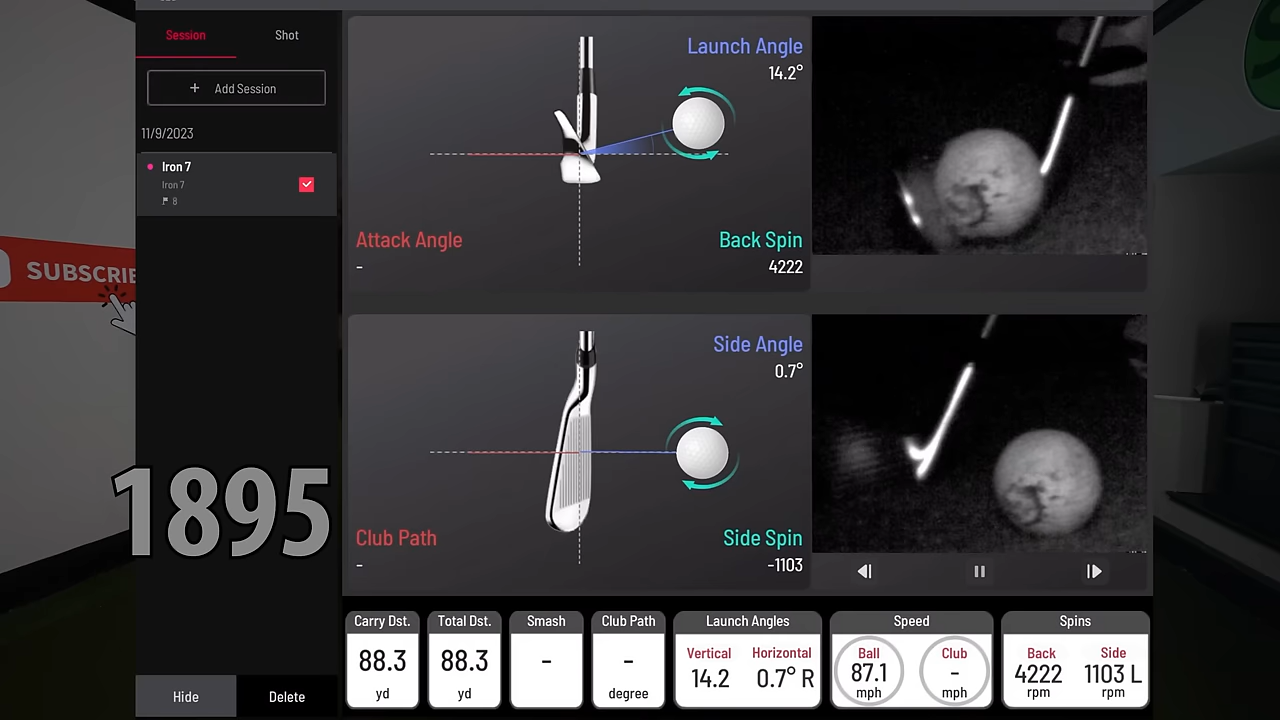 Session
Shot
+ Add Session
11/9/2023
Iron 7
Iron 7
8
SUBSCRIBE
1895
Hide
Delete
Launch Angle
14.2°
Attack Angle
-
Back Spin
4222
Side Angle
0.7°
Club Path
-
Side Spin
-1103
Carry Dst.
88.3
yd
Total Dst.
88.3
yd
Smash
-
Club Path
-
degree
Launch Angles
Vertical
14.2
Horizontal
0.7° R
Speed
Ball
87.1
mph
Club
-
mph
Spins
Back
4222
rpm
Side
1103 L
rpm